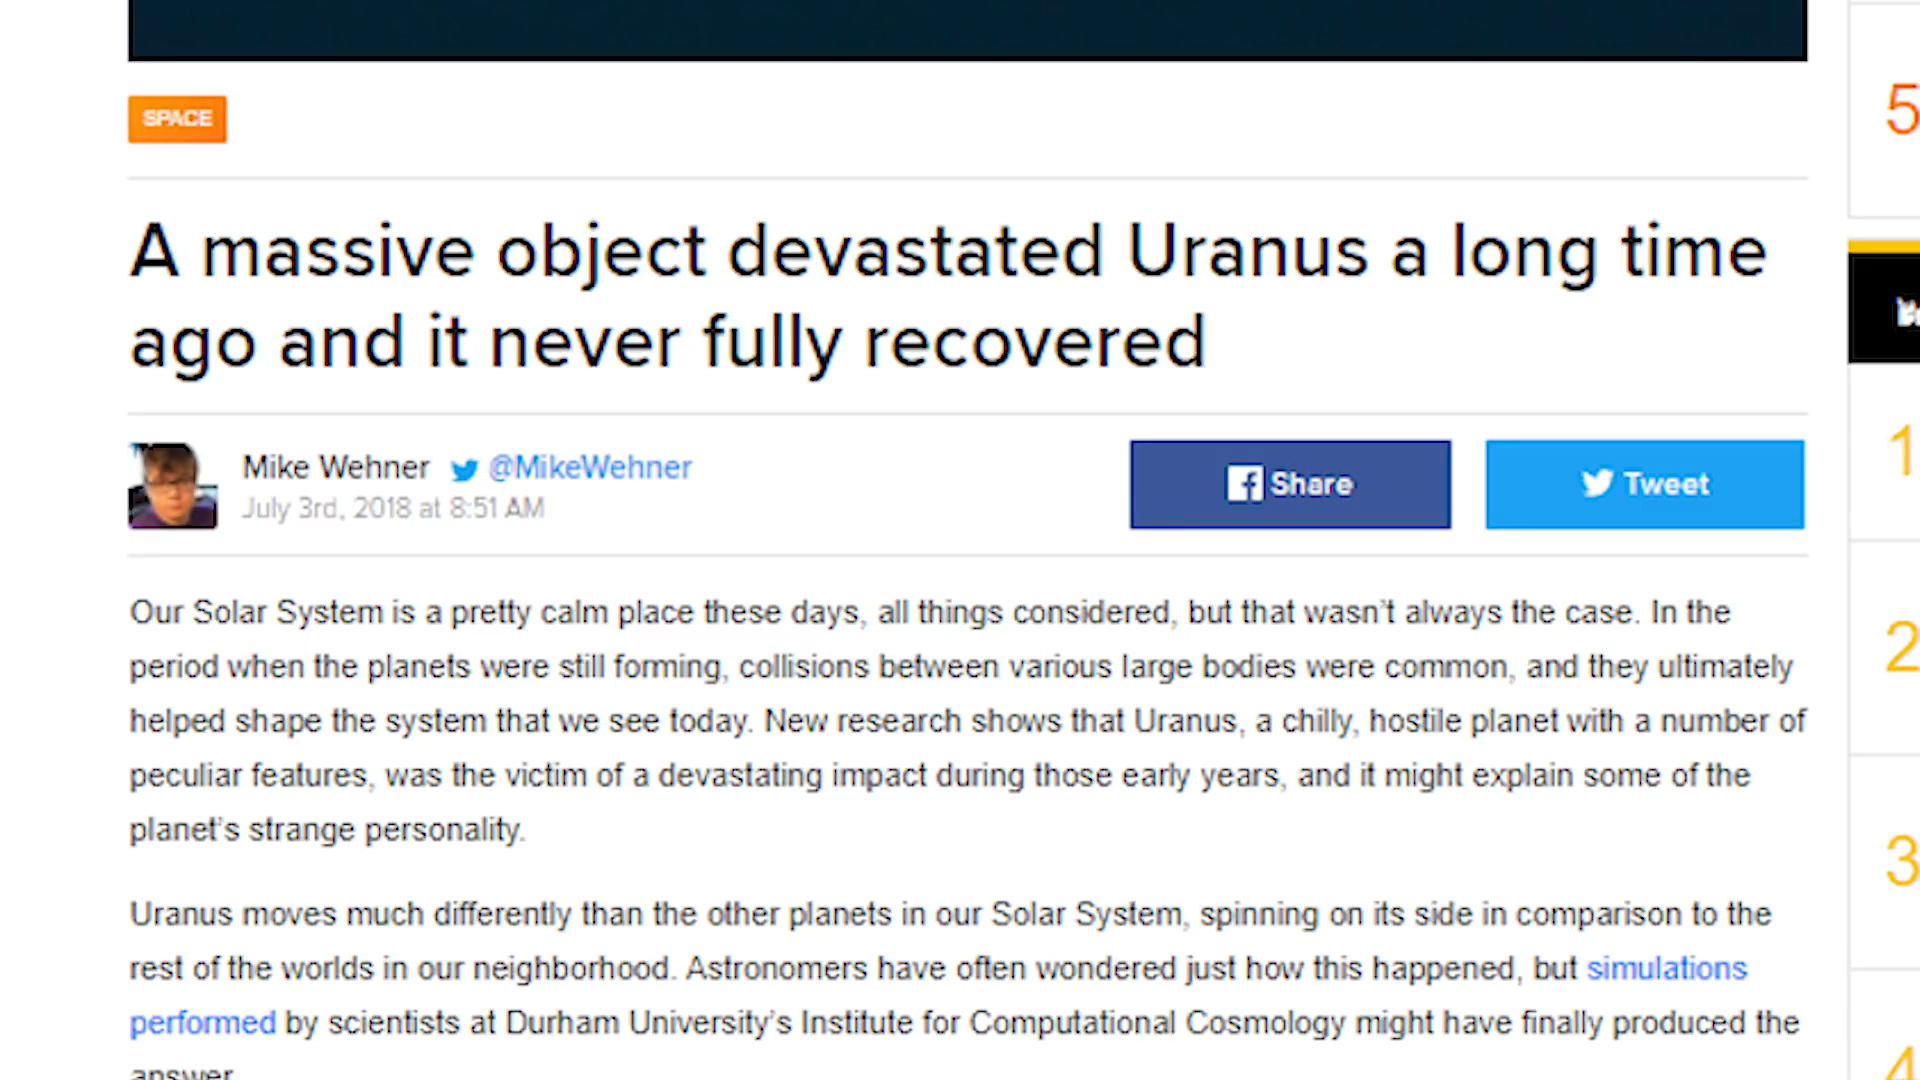 SPACE
5
A massive object devastated Uranus a long time
ago and it never fully recovered
Mike Wehner @MikeWehner
July 3rd, 2018 at 8:51 AM
Share
Tweet
1
Our Solar System is a pretty calm place these days, all things considered, but that wasn't always the case. In the
period when the planets were still forming, collisions between various large bodies were common, and they ultimately
helped shape the system that we see today. New research shows that Uranus, a chilly, hostile planet with a number of
peculiar features, was the victim of a devastating impact during those early years, and it might explain some of the
planet's strange personality.
2
3
Uranus moves much differently than the other planets in our Solar System, spinning on its side in comparison to the
rest of the worlds in our neighborhood. Astronomers have often wondered just how this happened, but simulations
performed by scientists at Durham University's Institute for Computational Cosmology might have finally produced the
answer.
4